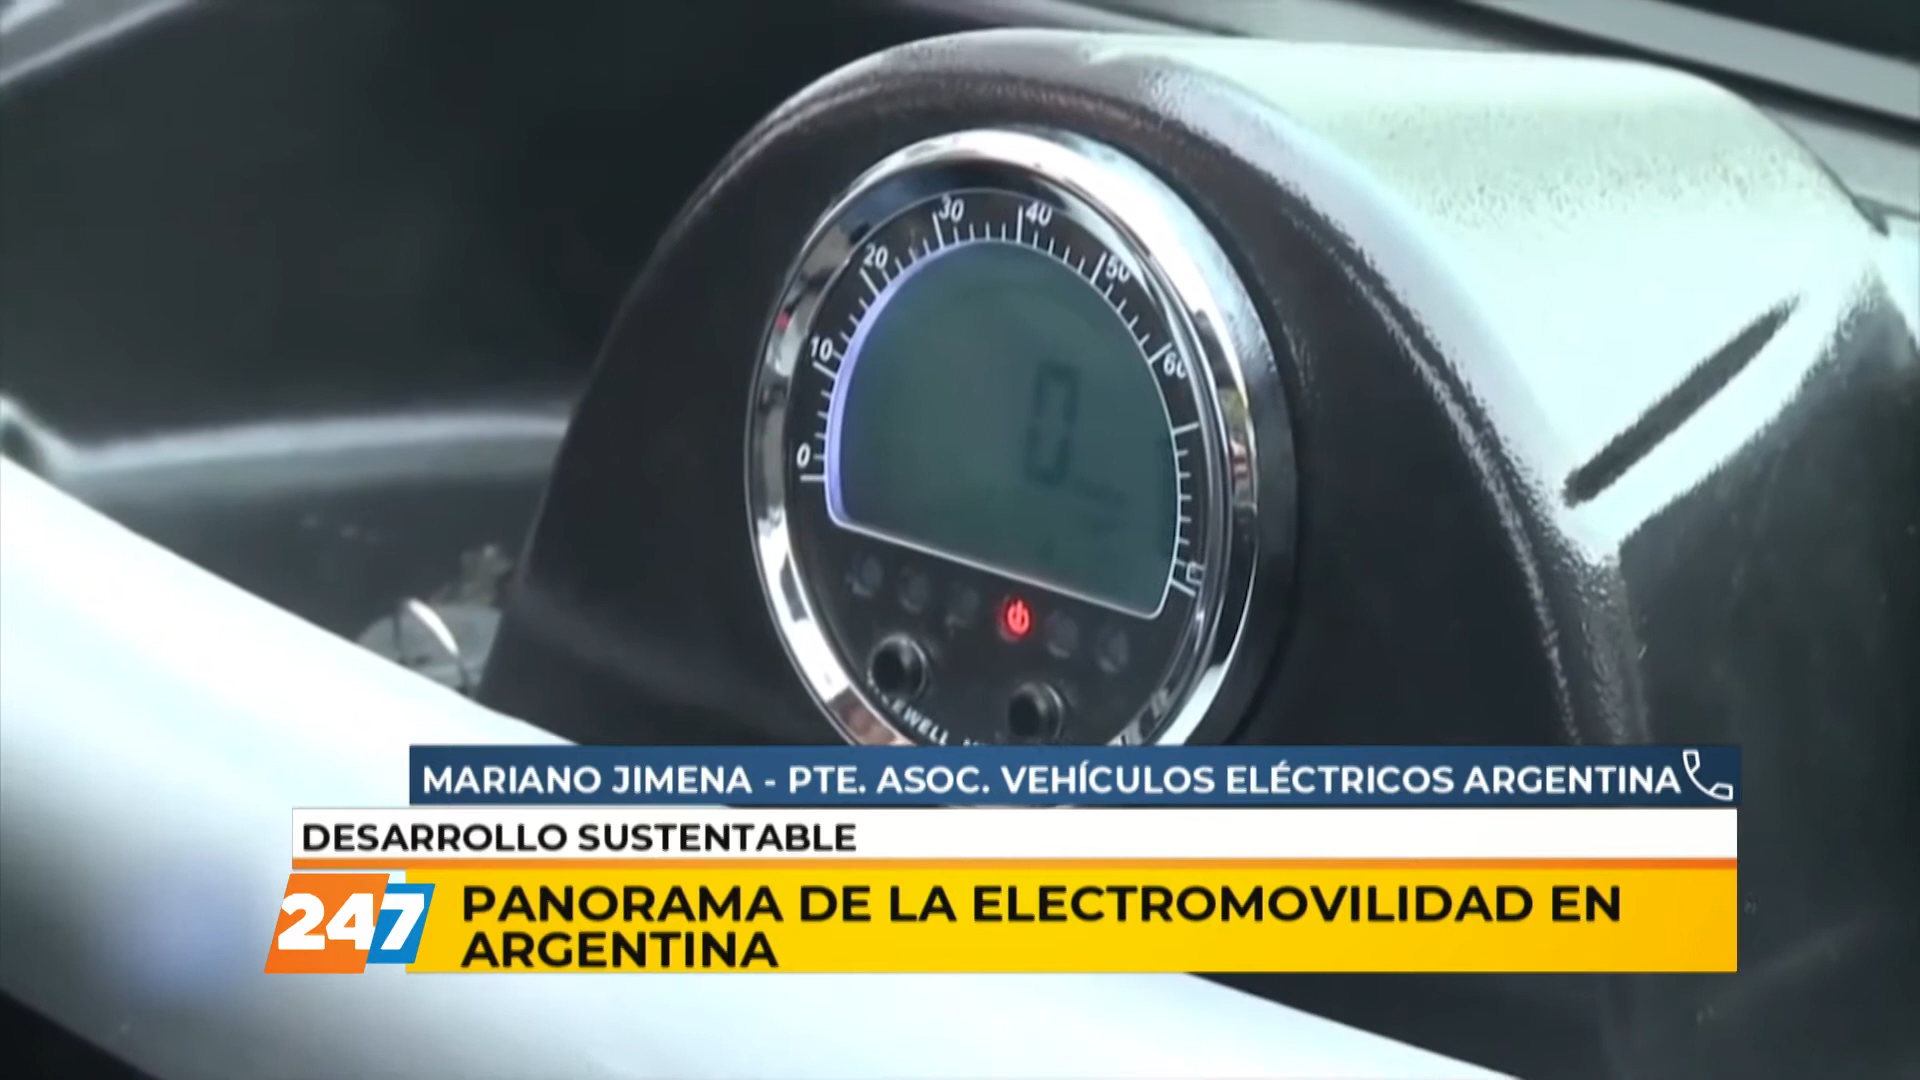 0
10
20
30
40
50
60
0
MARIANO JIMENA - PTE. ASOC. VEHÍCULOS ELÉCTRICOS ARGENTINA
DESARROLLO SUSTENTABLE
247
PANORAMA DE LA ELECTROMOVILIDAD EN
ARGENTINA